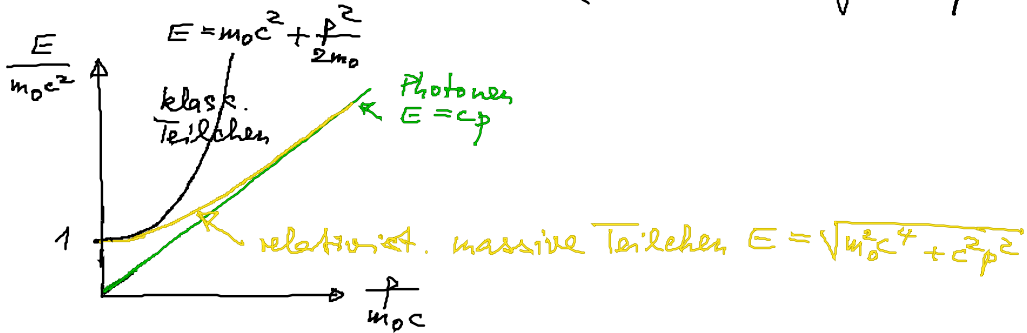 E = m₀c² + p²/2m₀
E/m₀c²
klass.
Teilchen
Photonen
E = cp
1
relativist. massive Teilchen E = √(m₀²c⁴ + c²p²)
p/m₀c